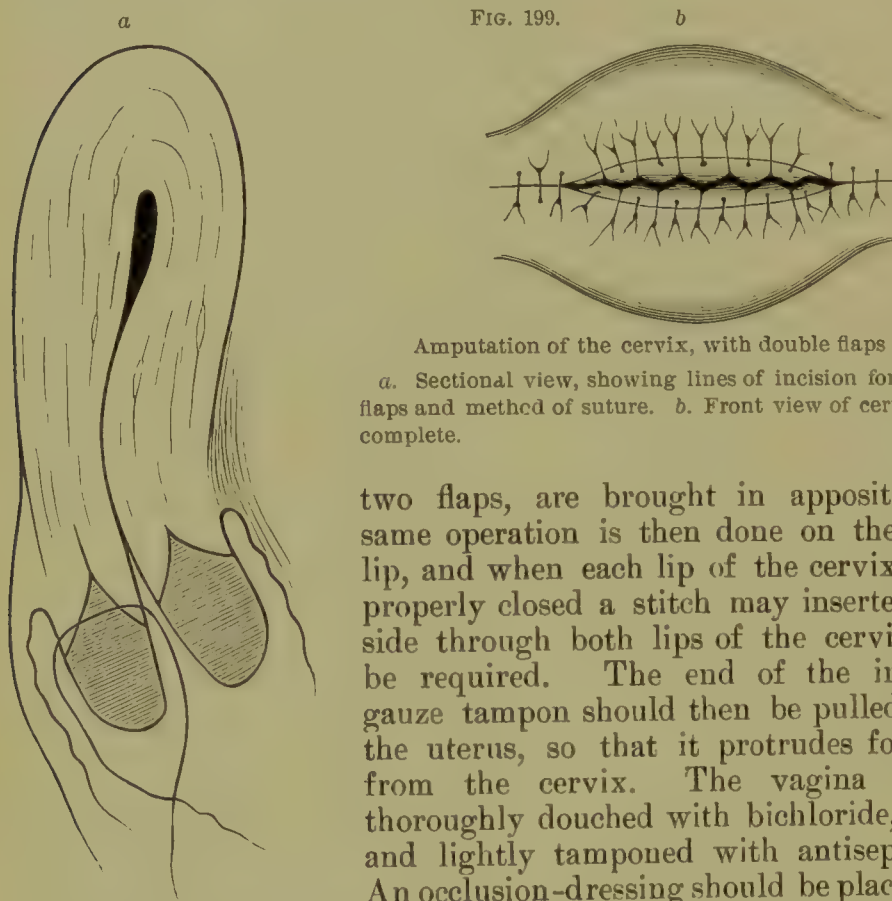 a FIG. 199. b
Amputation of the cervix, with double flaps
a. Sectional view, showing lines of incision for
flaps and method of suture. b. Front view of cer
complete.
two flaps, are brought in apposit
same operation is then done on the
lip, and when each lip of the cervix
properly closed a stitch may inserte
side through both lips of the cervi
be required. The end of the i
gauze tampon should then be pulled
the uterus, so that it protrudes fo
from the cervix. The vagina
thoroughly douched with bichloride,
and lightly tamponed with antisep
An occlusion-dressing should be plac